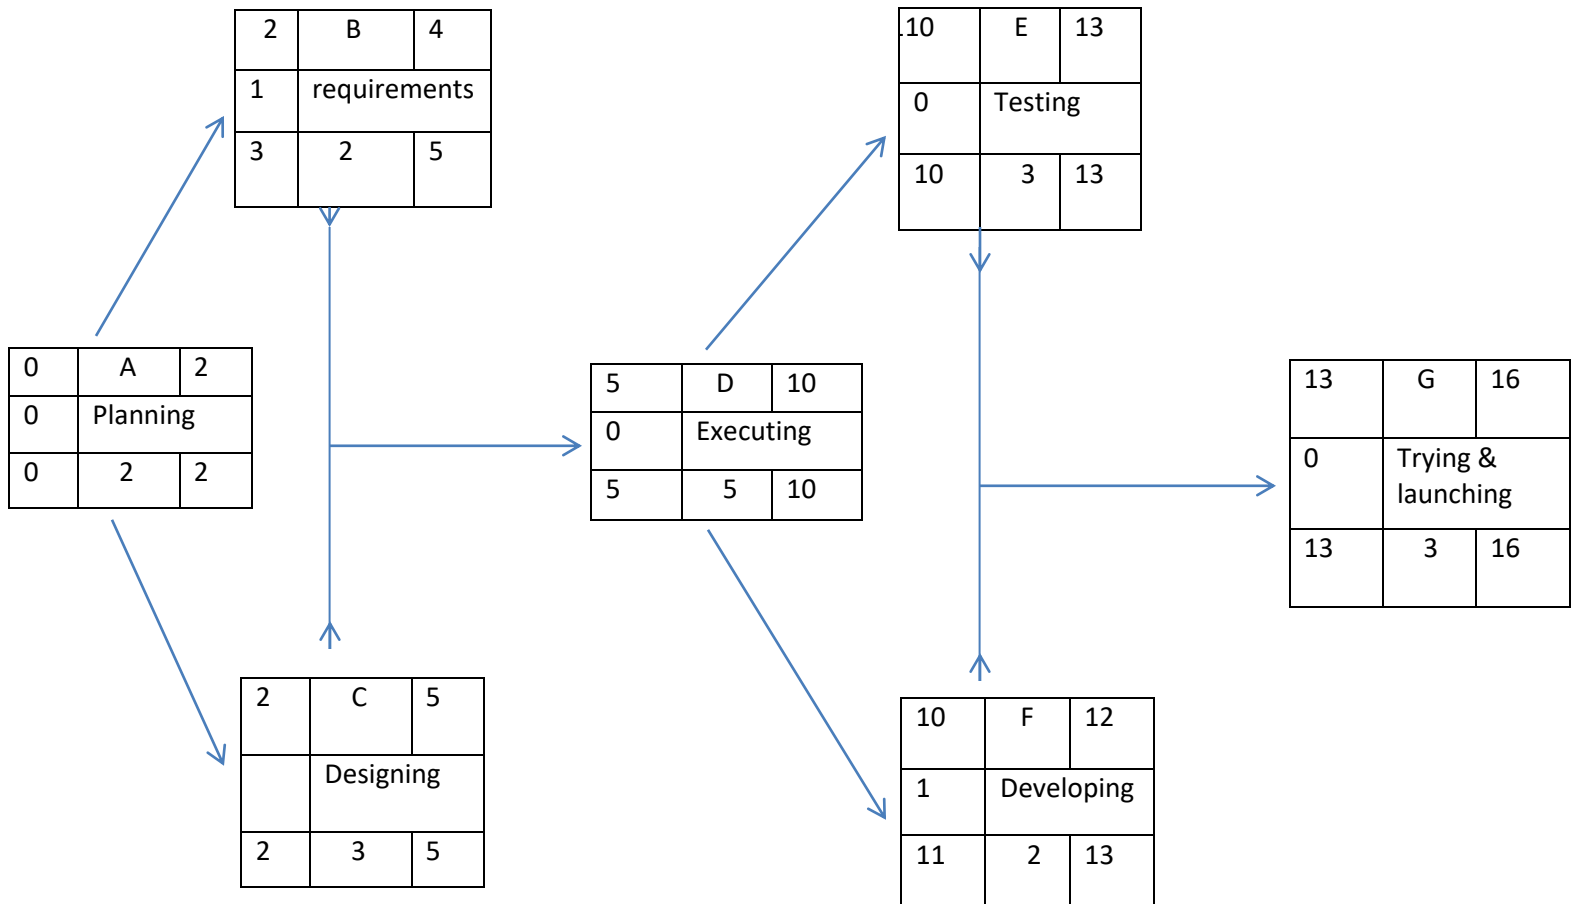 2 B 4
1 requirements
3 2 5
.10 E 13
0 Testing
10 3 13
0 A 2
0 Planning
0 2 2
5 D 10
0 Executing
5 5 10
13 G 16
0 Trying &
launching
13 3 16
2 C 5
Designing
2 3 5
10 F 12
1 Developing
11 2 13